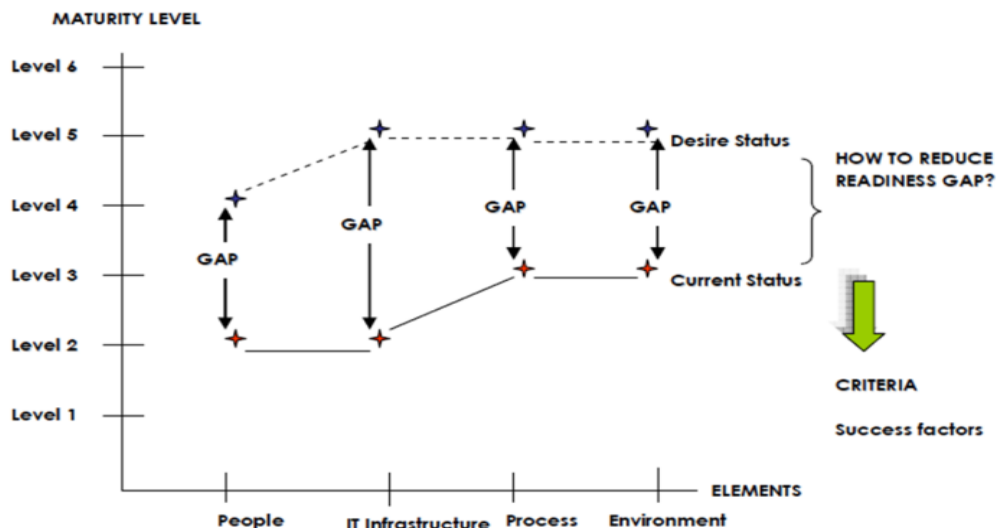 MATURITY LEVEL
Level 6
Level 5
Desire Status
HOW TO REDUCE
READINESS GAP?
Level 4
GAP
GAP
GAP
GAP
Level 3
Current Status
Level 2
CRITERIA
Level 1
Success factors
ELEMENTS
People
IT Infrastructure
Process
Environment